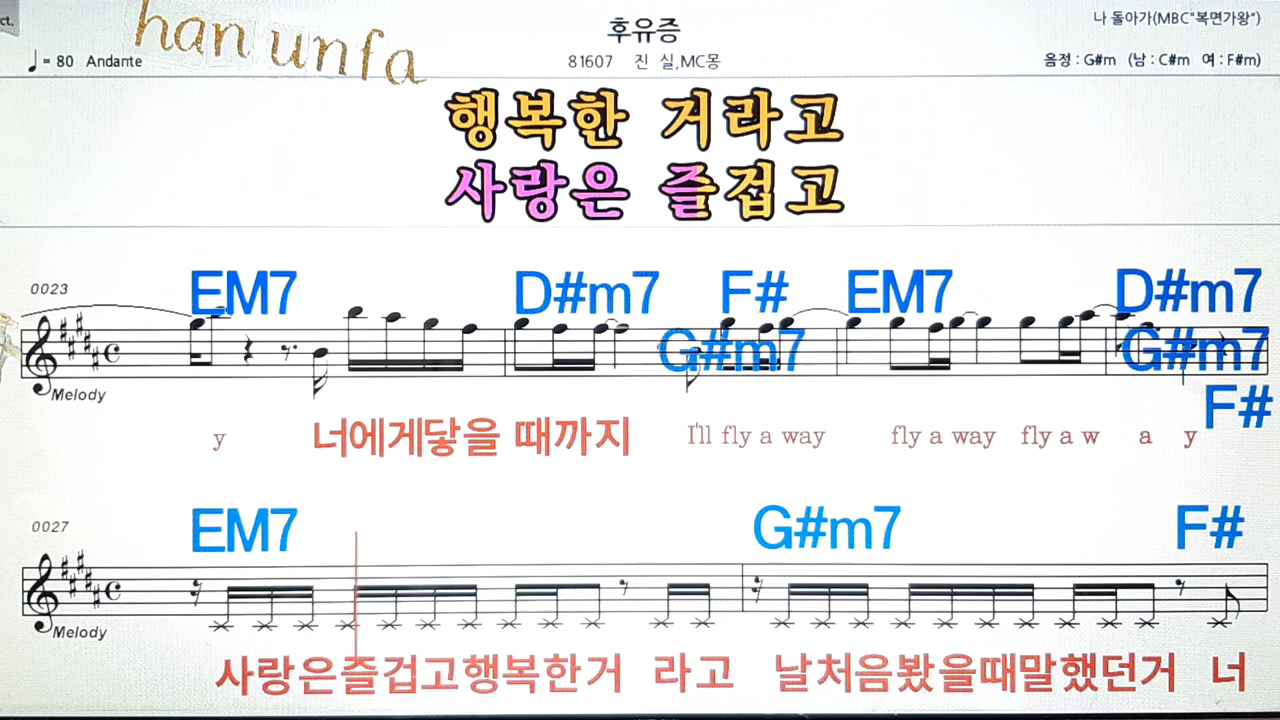 ct.
han unfa
후유증
나 돌아가(MBC"복면가왕")
♩= 80 Andante
81607 진 실,MC몽
음정 : G#m (남 : C#m 여 : F#m)
행복한 거라고
사랑은 즐겁고
0023
EM7 D#m7 F# EM7 D#m7
G#m7 G#m7
F#
Melody
y 너에게닿을 때까지 I'll fly a way fly a way fly a w a y
0027
EM7 G#m7 F#
Melody
사랑은즐겁고행복한거 라고 날처음봤을때말했던거 너